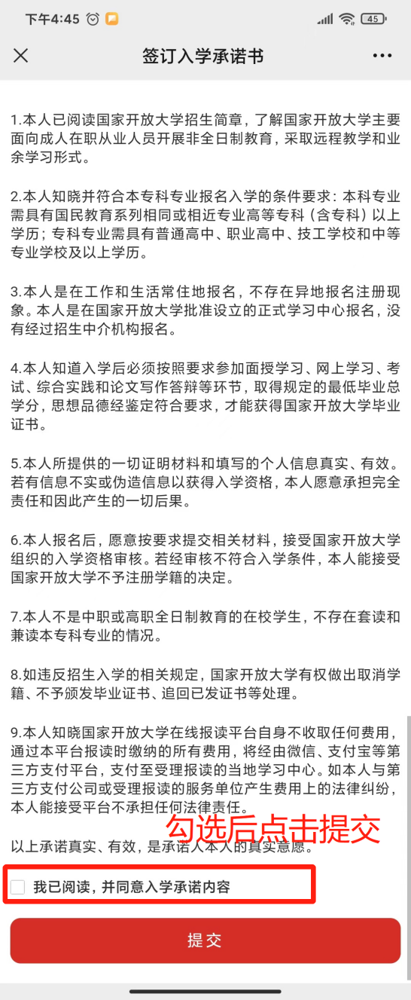 下午4:45
45
签订入学承诺书
1.本人已阅读国家开放大学招生简章，了解国家开放大学主要
面向成人在职从业人员开展非全日制教育，采取远程教学和业
余学习形式。
2.本人知晓并符合本专科专业报名入学的条件要求：本科专业
需具有国民教育系列相同或相近专业高等专科（含专科）以上
学历；专科专业需具有普通高中、职业高中、技工学校和中等
专业学校及以上学历。
3.本人是在工作和生活常住地报名，不存在异地报名注册现
象。本人是在国家开放大学批准设立的正式学习中心报名，没
有经过招生中介机构报名。
4.本人知道入学后必须按照要求参加面授学习、网上学习、考
试、综合实践和论文写作答辩等环节，取得规定的最低毕业总
学分，思想品德经鉴定符合要求，才能获得国家开放大学毕业
证书。
5.本人所提供的一切证明材料和填写的个人信息真实、有效。
若有信息不实或伪造信息以获得入学资格，本人愿意承担完全
责任和因此产生的一切后果。
6.本人报名后，愿意按要求提交相关材料，接受国家开放大学
组织的入学资格审核。若经审核不符合入学条件，本人能接受
国家开放大学不予注册学籍的决定。
7.本人不是中职或高职全日制教育的在校学生，不存在套读和
兼读本专科专业的情况。
8.如违反招生入学的相关规定，国家开放大学有权做出取消学
籍、不予颁发毕业证书、追回已发证书等处理。
9.本人知晓国家开放大学在线报读平台自身不收取任何费用，
通过本平台报读时缴纳的所有费用，将经由微信、支付宝等第
三方支付平台，支付至受理报读的当地学习中心。如本人与第
三方支付公司或受理报读的服务单位产生费用上的法律纠纷，
本人能接受平台不承担任何法律责任。
勾选后点击提交
以上承诺真实、有效，是承诺人本人的真实意愿。
我已阅读，并同意入学承诺内容
提交